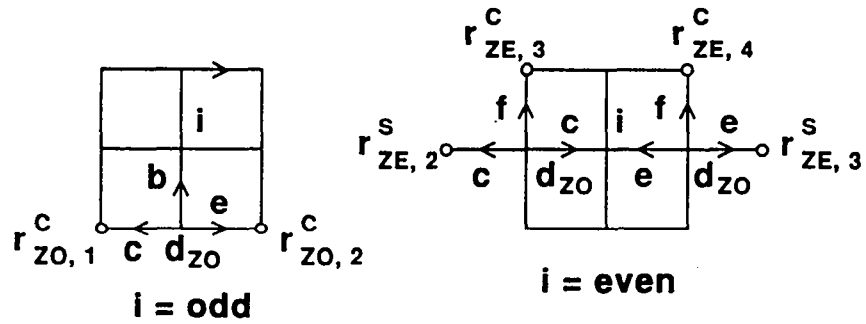 r^C_ZE, 3 r^C_ZE, 4
i f c i f e
r^S_ZE, 2 r^S_ZE, 3
b c d_ZO e d_ZO
e
r^C_ZO, 1 c d_ZO r^C_ZO, 2
i = odd i = even